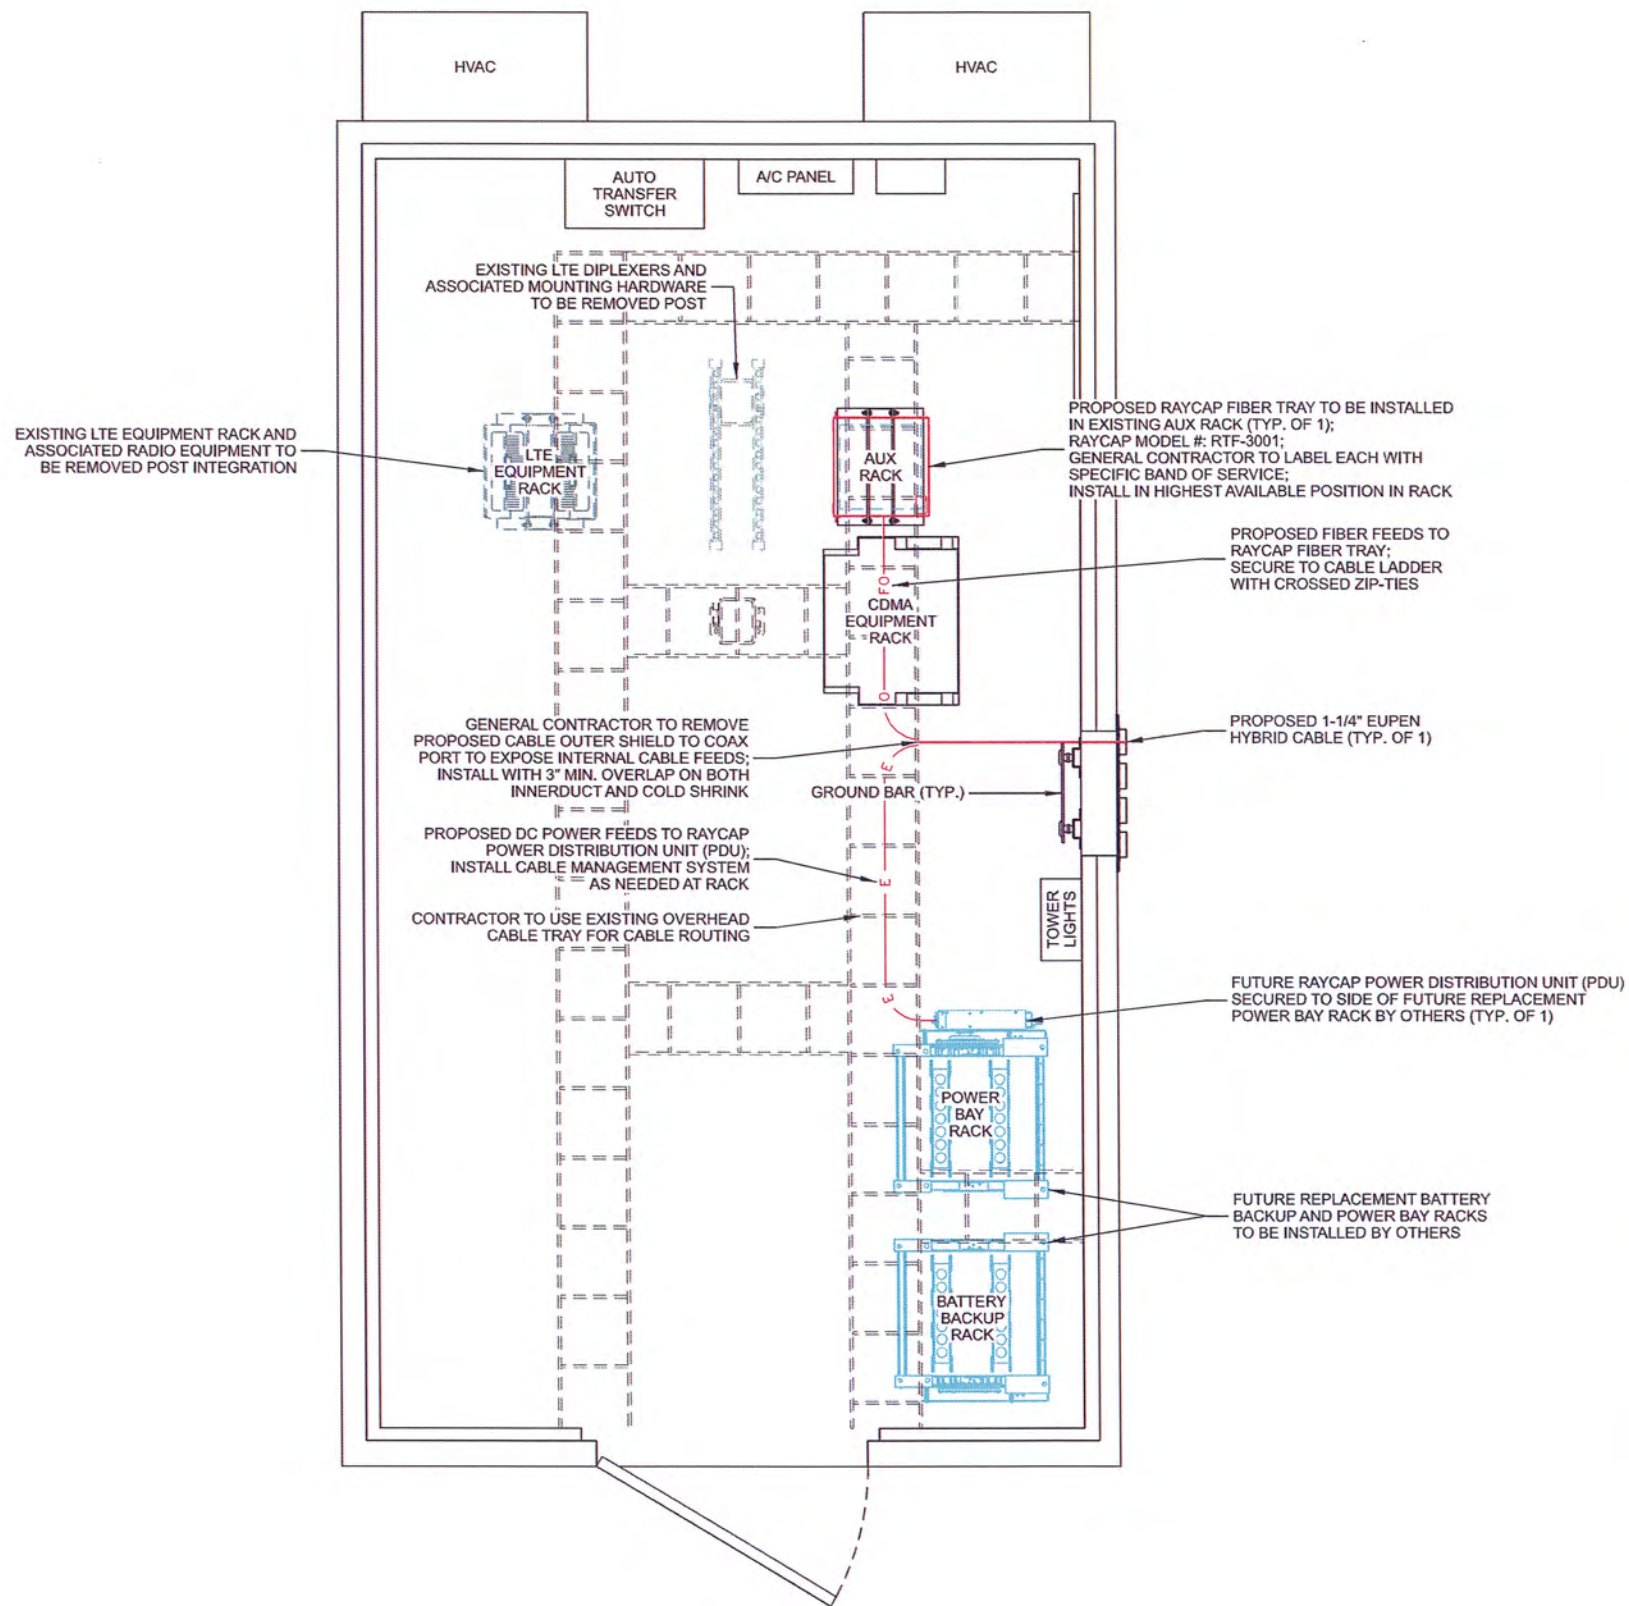 HVAC
HVAC
AUTO
TRANSFER
SWITCH
A/C PANEL
EXISTING LTE DIPLEXERS AND
ASSOCIATED MOUNTING HARDWARE
TO BE REMOVED POST
EXISTING LTE EQUIPMENT RACK AND
ASSOCIATED RADIO EQUIPMENT TO
BE REMOVED POST INTEGRATION
LTE
EQUIPMENT
RACK
AUX
RACK
PROPOSED RAYCAP FIBER TRAY TO BE INSTALLED
IN EXISTING AUX RACK (TYP. OF 1);
RAYCAP MODEL #: RTF-3001;
GENERAL CONTRACTOR TO LABEL EACH WITH
SPECIFIC BAND OF SERVICE;
INSTALL IN HIGHEST AVAILABLE POSITION IN RACK
PROPOSED FIBER FEEDS TO
RAYCAP FIBER TRAY;
SECURE TO CABLE LADDER
WITH CROSSED ZIP-TIES
FO
CDMA
EQUIPMENT
RACK
O
GENERAL CONTRACTOR TO REMOVE
PROPOSED CABLE OUTER SHIELD TO COAX
PORT TO EXPOSE INTERNAL CABLE FEEDS;
INSTALL WITH 3" MIN. OVERLAP ON BOTH
INNERDUCT AND COLD SHRINK
PROPOSED 1-1/4" EUPEN
HYBRID CABLE (TYP. OF 1)
E
GROUND BAR (TYP.)
PROPOSED DC POWER FEEDS TO RAYCAP
POWER DISTRIBUTION UNIT (PDU);
INSTALL CABLE MANAGEMENT SYSTEM
AS NEEDED AT RACK
E
CONTRACTOR TO USE EXISTING OVERHEAD
CABLE TRAY FOR CABLE ROUTING
TOWER
LIGHTS
E
FUTURE RAYCAP POWER DISTRIBUTION UNIT (PDU)
SECURED TO SIDE OF FUTURE REPLACEMENT
POWER BAY RACK BY OTHERS (TYP. OF 1)
POWER
BAY
RACK
FUTURE REPLACEMENT BATTERY
BACKUP AND POWER BAY RACKS
TO BE INSTALLED BY OTHERS
BATTERY
BACKUP
RACK